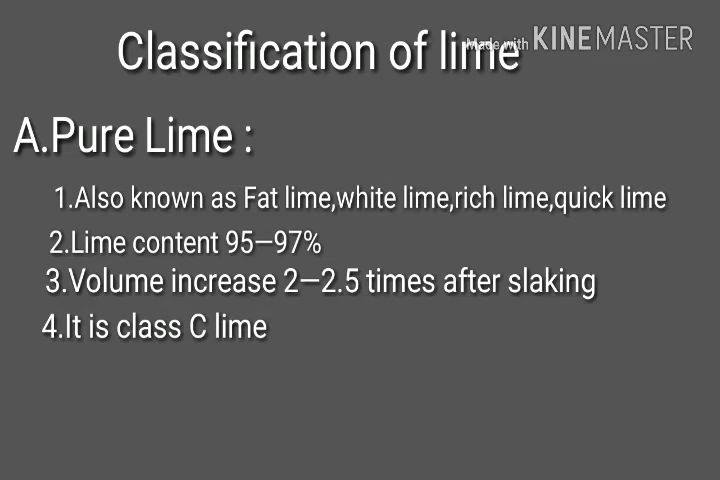 Classification of lime
Made with KINEMASTER
A.Pure Lime :
1.Also known as Fat lime,white lime,rich lime,quick lime
2.Lime content 95–97%
3.Volume increase 2–2.5 times after slaking
4.It is class C lime